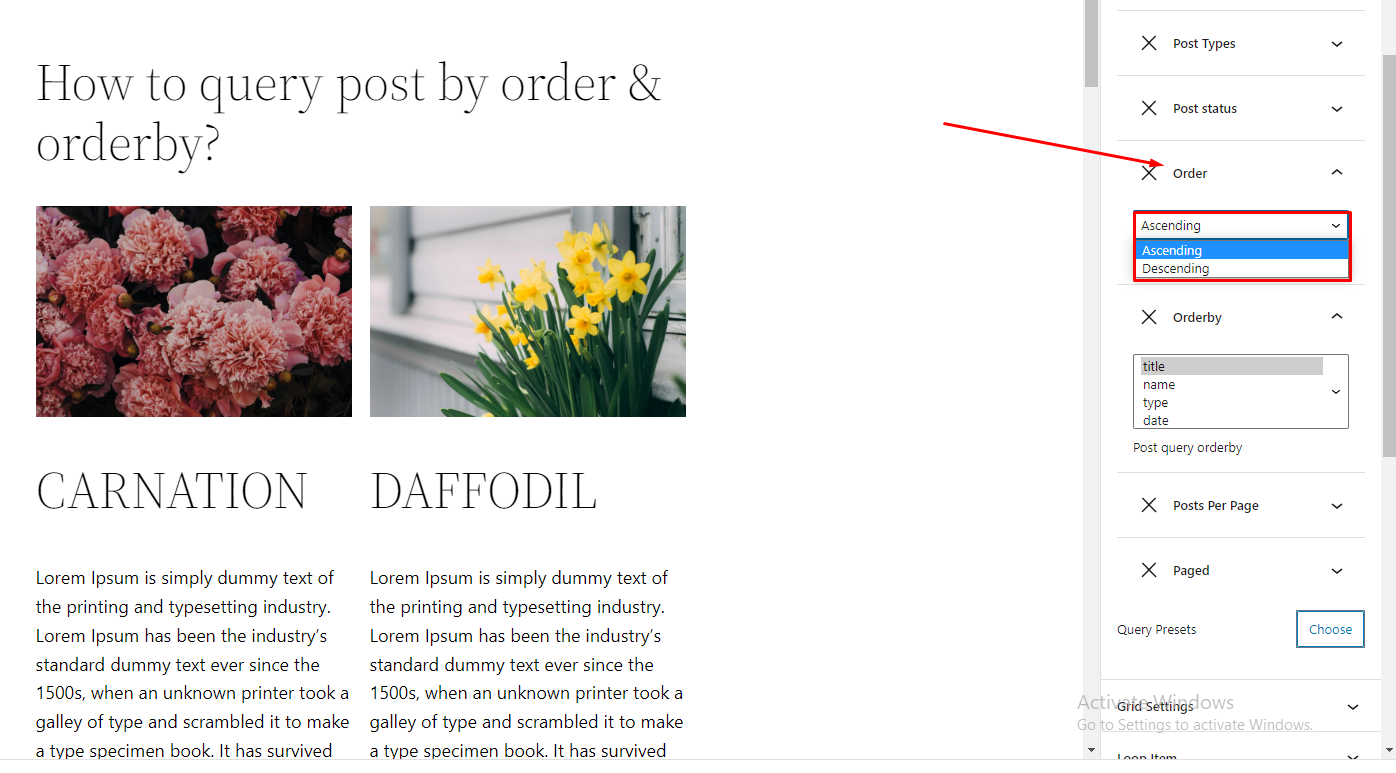 How to query post by order &
orderby?
CARNATION
DAFFODIL
Lorem Ipsum is simply dummy text of
the printing and typesetting industry.
Lorem Ipsum has been the industry's
standard dummy text ever since the
1500s, when an unknown printer took a
galley of type and scrambled it to make
a type specimen book. It has survived
Lorem Ipsum is simply dummy text of
the printing and typesetting industry.
Lorem Ipsum has been the industry's
standard dummy text ever since the
1500s, when an unknown printer took a
galley of type and scrambled it to make
a type specimen book. It has survived
Post Types
Post status
Order
Ascending
Ascending
Descending
Orderby
title
name
type
date
Post query orderby
Posts Per Page
Paged
Query Presets
Choose
Activate Windows
Grid Settings
Go to Settings to activate Windows.
Loop Item